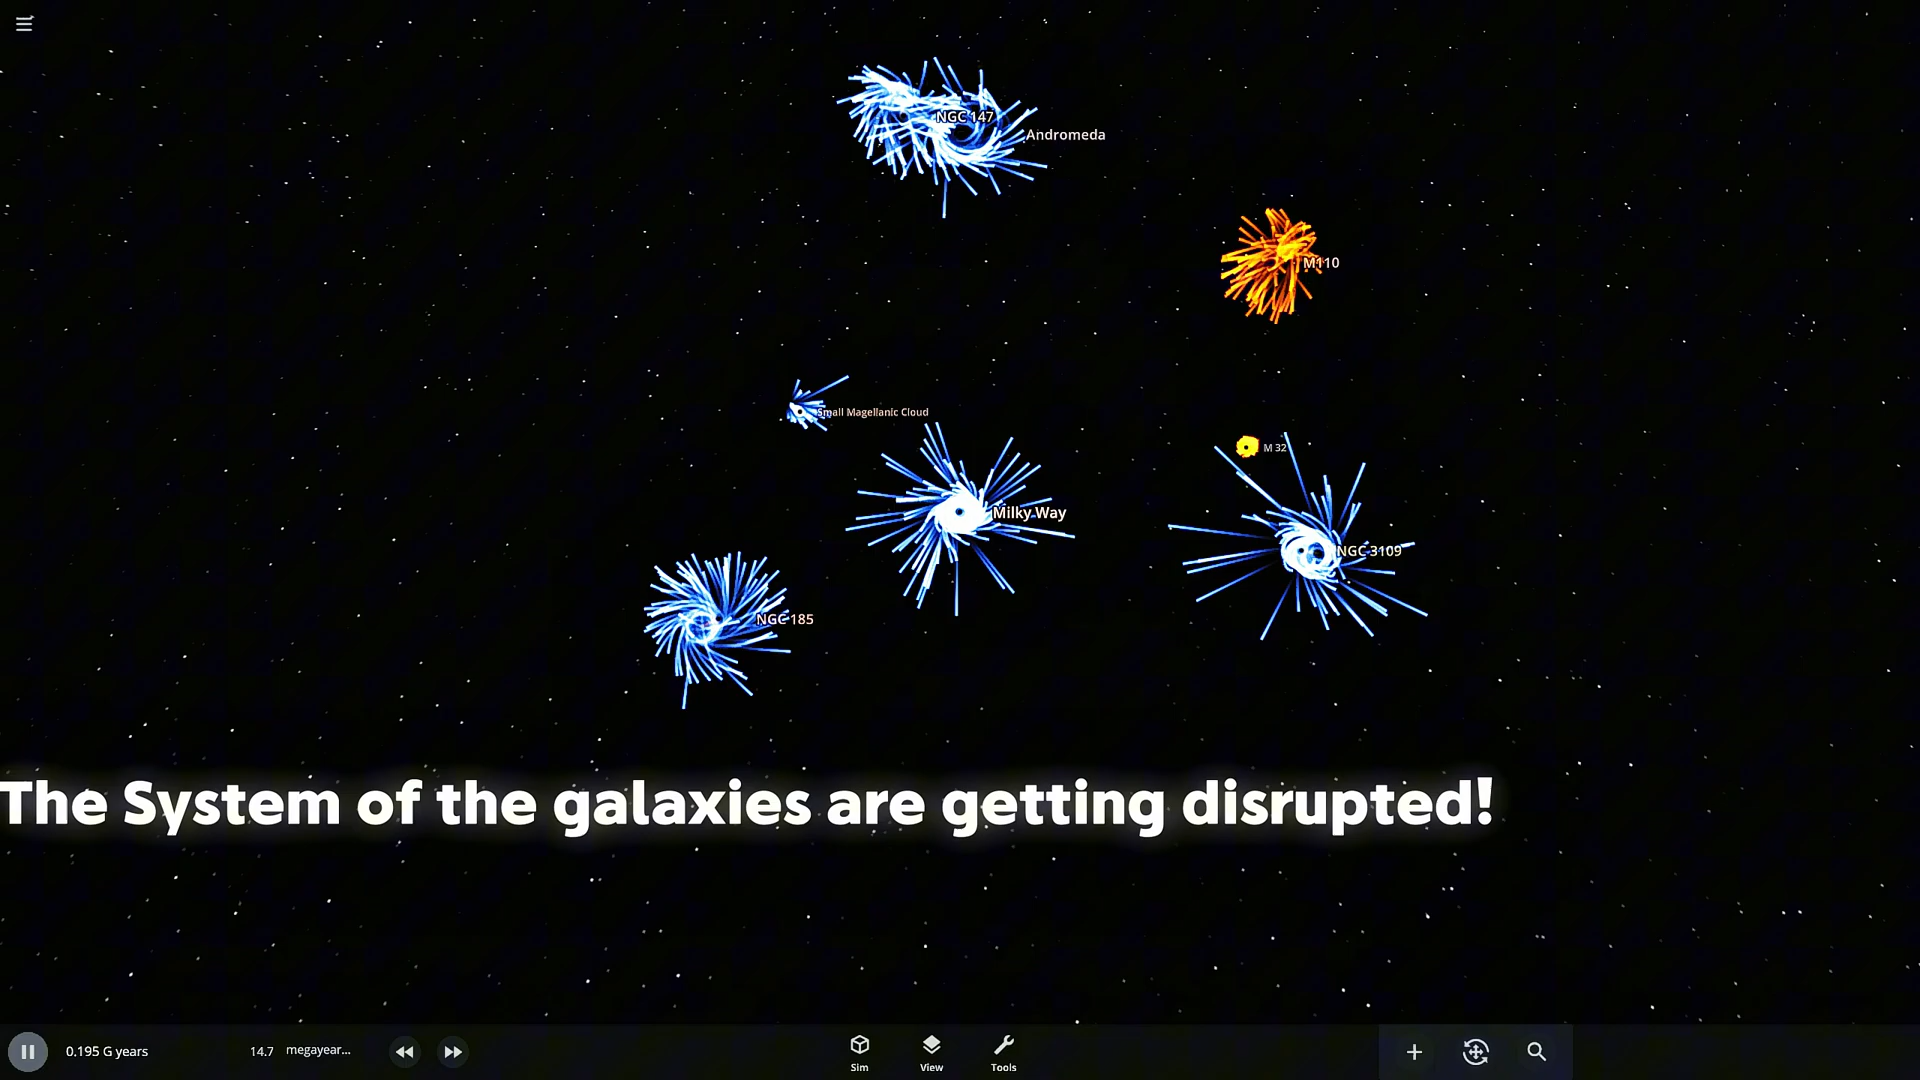 NGC 147
Andromeda
M110
Small Magellanic Cloud
M 32
Milky Way
NGC 3109
NGC 185
The System of the galaxies are getting disrupted!
0.195 G years
14.7 megayear...
Sim
View
Tools